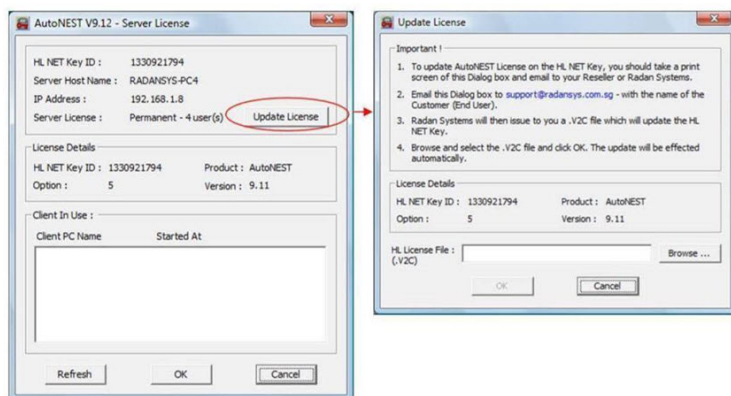 AutoNEST V9.12 - Server License
HL NET Key ID : 1330921794
Server Host Name : RADANSYS-PC4
IP Address : 192.168.1.8
Server License : Permanent - 4 user(s) Update License
License Details
HL NET Key ID : 1330921794 Product : AutoNEST
Option : 5 Version : 9.11
Client In Use :
Client PC Name Started At
Refresh OK Cancel
Update License
Important !
1. To update AutoNEST License on the HL NET Key, you should take a print
screen of this Dialog box and email to your Reseller or Radan Systems.
2. Email this Dialog box to support@radansys.com.sg - with the name of the
Customer (End User).
3. Radan Systems will then issue to you a .V2C file which will update the HL
NET Key.
4. Browse and select the .V2C file and click OK. The update will be effected
automatically.
License Details
HL NET Key ID : 1330921794 Product : AutoNEST
Option : 5 Version : 9.11
HL License File :
(.V2C)
Browse ...
OK Cancel